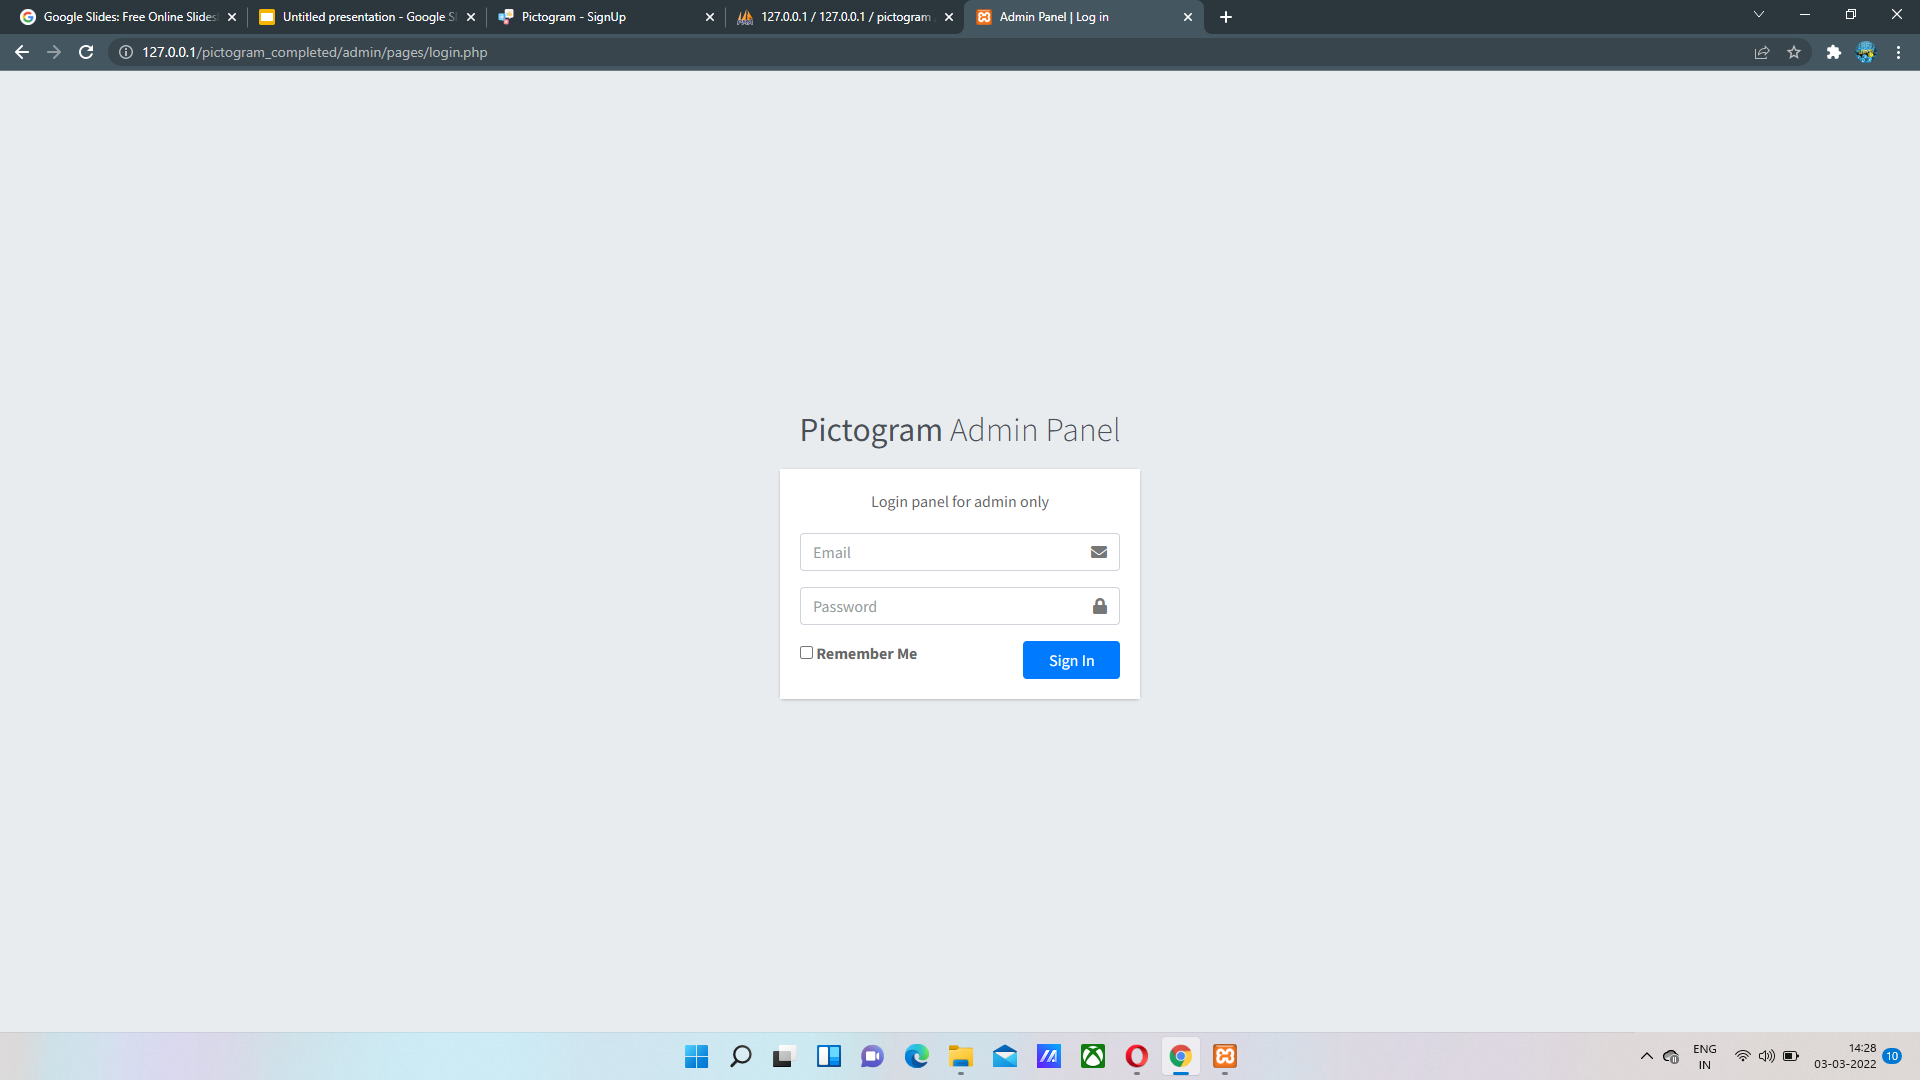 Google Slides: Free Online Slides
Untitled presentation - Google Sl
Pictogram - SignUp
127.0.0.1 / 127.0.0.1 / pictogram
Admin Panel | Log in
127.0.0.1/pictogram_completed/admin/pages/login.php
Pictogram Admin Panel
Login panel for admin only
Email
Password
Remember Me
Sign In
ENG
IN
14:28
03-03-2022
10